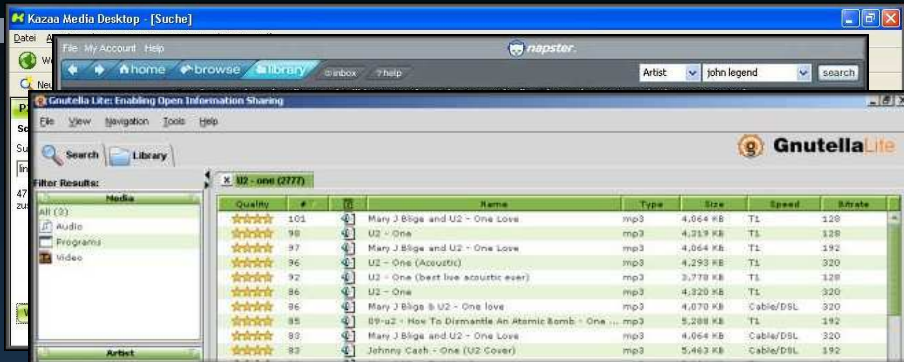 Kazaa Media Desktop - [Suche]
Datei
File My Account Help
napster.
home browse library inbox ?help
Artist john legend search
Gnutella Lite: Enabling Open Information Sharing
File View Navigation Tools Help
GnutellaLite
Search Library
Filter Results:
U2 - one (2777)
Media
Quality # Name Type Size Speed Bitrate
All (3)
Audio
Programs
Video
101 Mary J Blige and U2 - One Love mp3 4,064 KB T1 128
98 U2 - One mp3 4,319 KB T1 128
97 Mary J Blige and U2 - One Love mp3 4,064 KB T1 192
96 U2 - One (Acoustic) mp3 4,293 KB T1 320
92 U2 - One (best live acoustic ever) mp3 3,778 KB T1 128
86 U2 - One mp3 4,320 KB T1 320
86 Mary J Blige & U2 - One love mp3 4,070 KB Cable/DSL 320
85 09-u2 - How To Dismantle An Atomic Bomb - One ... mp3 5,288 KB T1 192
83 Mary J Blige and U2 - One Love mp3 4,064 KB Cable/DSL 320
83 Johnny Cash - One (U2 Cover) mp3 5,463 KB Cable/DSL 192
Artist